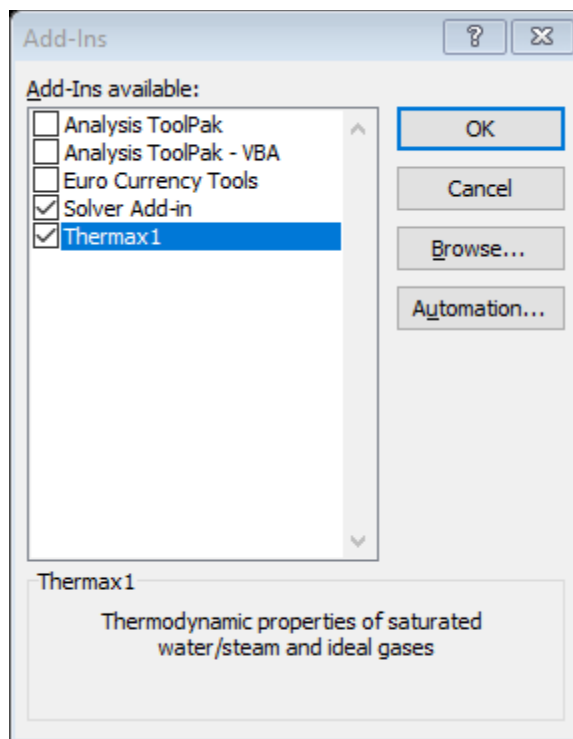 Add-Ins
?
Add-Ins available:
Analysis ToolPak
Analysis ToolPak - VBA
Euro Currency Tools
Solver Add-in
Thermax1
OK
Cancel
Browse...
Automation...
Thermax1
Thermodynamic properties of saturated
water/steam and ideal gases